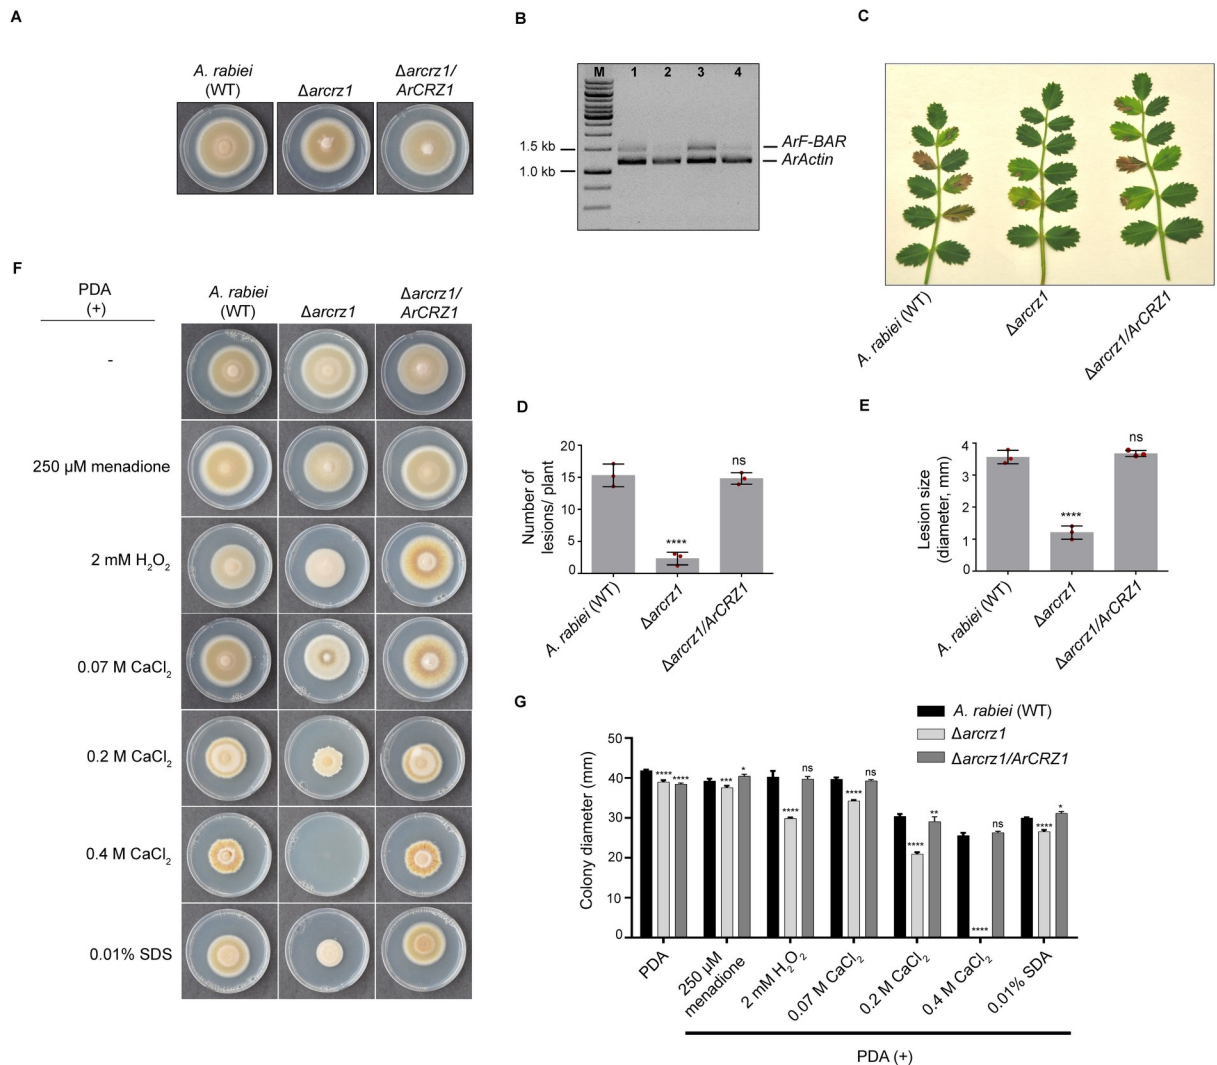 A
A. rabiei
(WT)
Δarcrz1
Δarcrz1/
ArCRZ1
B
M 1 2 3 4
1.5 kb
1.0 kb
ArF-BAR
ArActin
C
A. rabiei (WT)
Δarcrz1
Δarcrz1/ArCRZ1
F
PDA
(+)
A. rabiei
(WT)
Δarcrz1
Δarcrz1/
ArCRZ1
-
250 µM menadione
2 mM H₂O₂
0.07 M CaCl₂
0.2 M CaCl₂
0.4 M CaCl₂
0.01% SDS
D
Number of
lesions/ plant
20
15
10
5
0
ns
****
A. rabiei (WT)
Δarcrz1
Δarcrz1/ArCRZ1
E
Lesion size
(diameter, mm)
4
3
2
1
0
ns
****
A. rabiei (WT)
Δarcrz1
Δarcrz1/ArCRZ1
G
A. rabiei (WT)
Δarcrz1
Δarcrz1/ArCRZ1
Colony diameter (mm)
50
40
30
20
10
0
**** ****
*** *
**** ns
**** ns
**** **
**** ns
**** *
PDA
250 µM
menadione
2 mM H₂O₂
0.07 M CaCl₂
0.2 M CaCl₂
0.4 M CaCl₂
0.01% SDA
PDA (+)